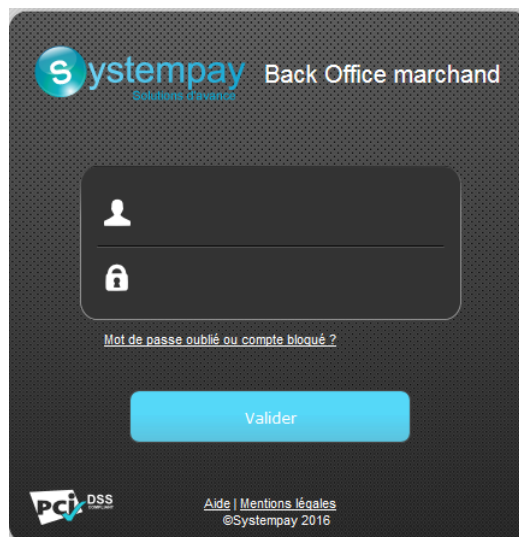 Systempay Back Office marchand
Solutions d'avance
Mot de passe oublié ou compte bloqué ?
Valider
PCI DSS
COMPLIANT
Aide | Mentions légales
©Systempay 2016